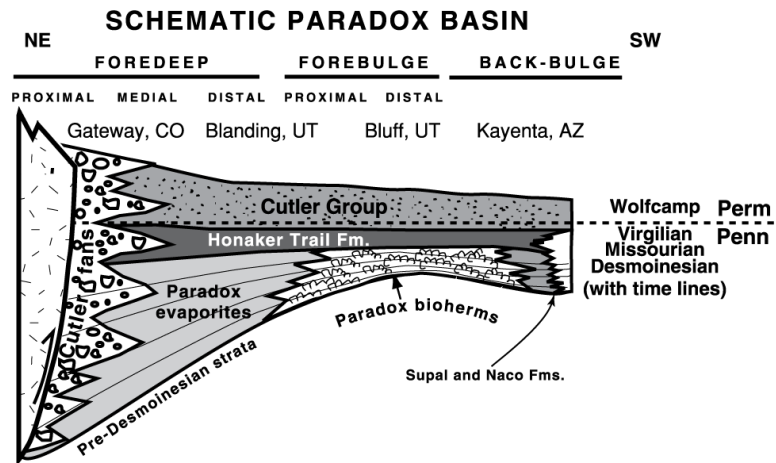 SCHEMATIC PARADOX BASIN
NE
SW
FOREDEEP
FOREBULGE
BACK-BULGE
PROXIMAL
MEDIAL
DISTAL
PROXIMAL
DISTAL
Gateway, CO
Blanding, UT
Bluff, UT
Kayenta, AZ
Cutler Group
Wolfcamp
Perm
Honaker Trail Fm.
Virgilian
Penn
Missourian
Desmoinesian
(with time lines)
Cutler fans
Paradox
evaporites
Paradox bioherms
Pre-Desmoinesian strata
Supal and Naco Fms.